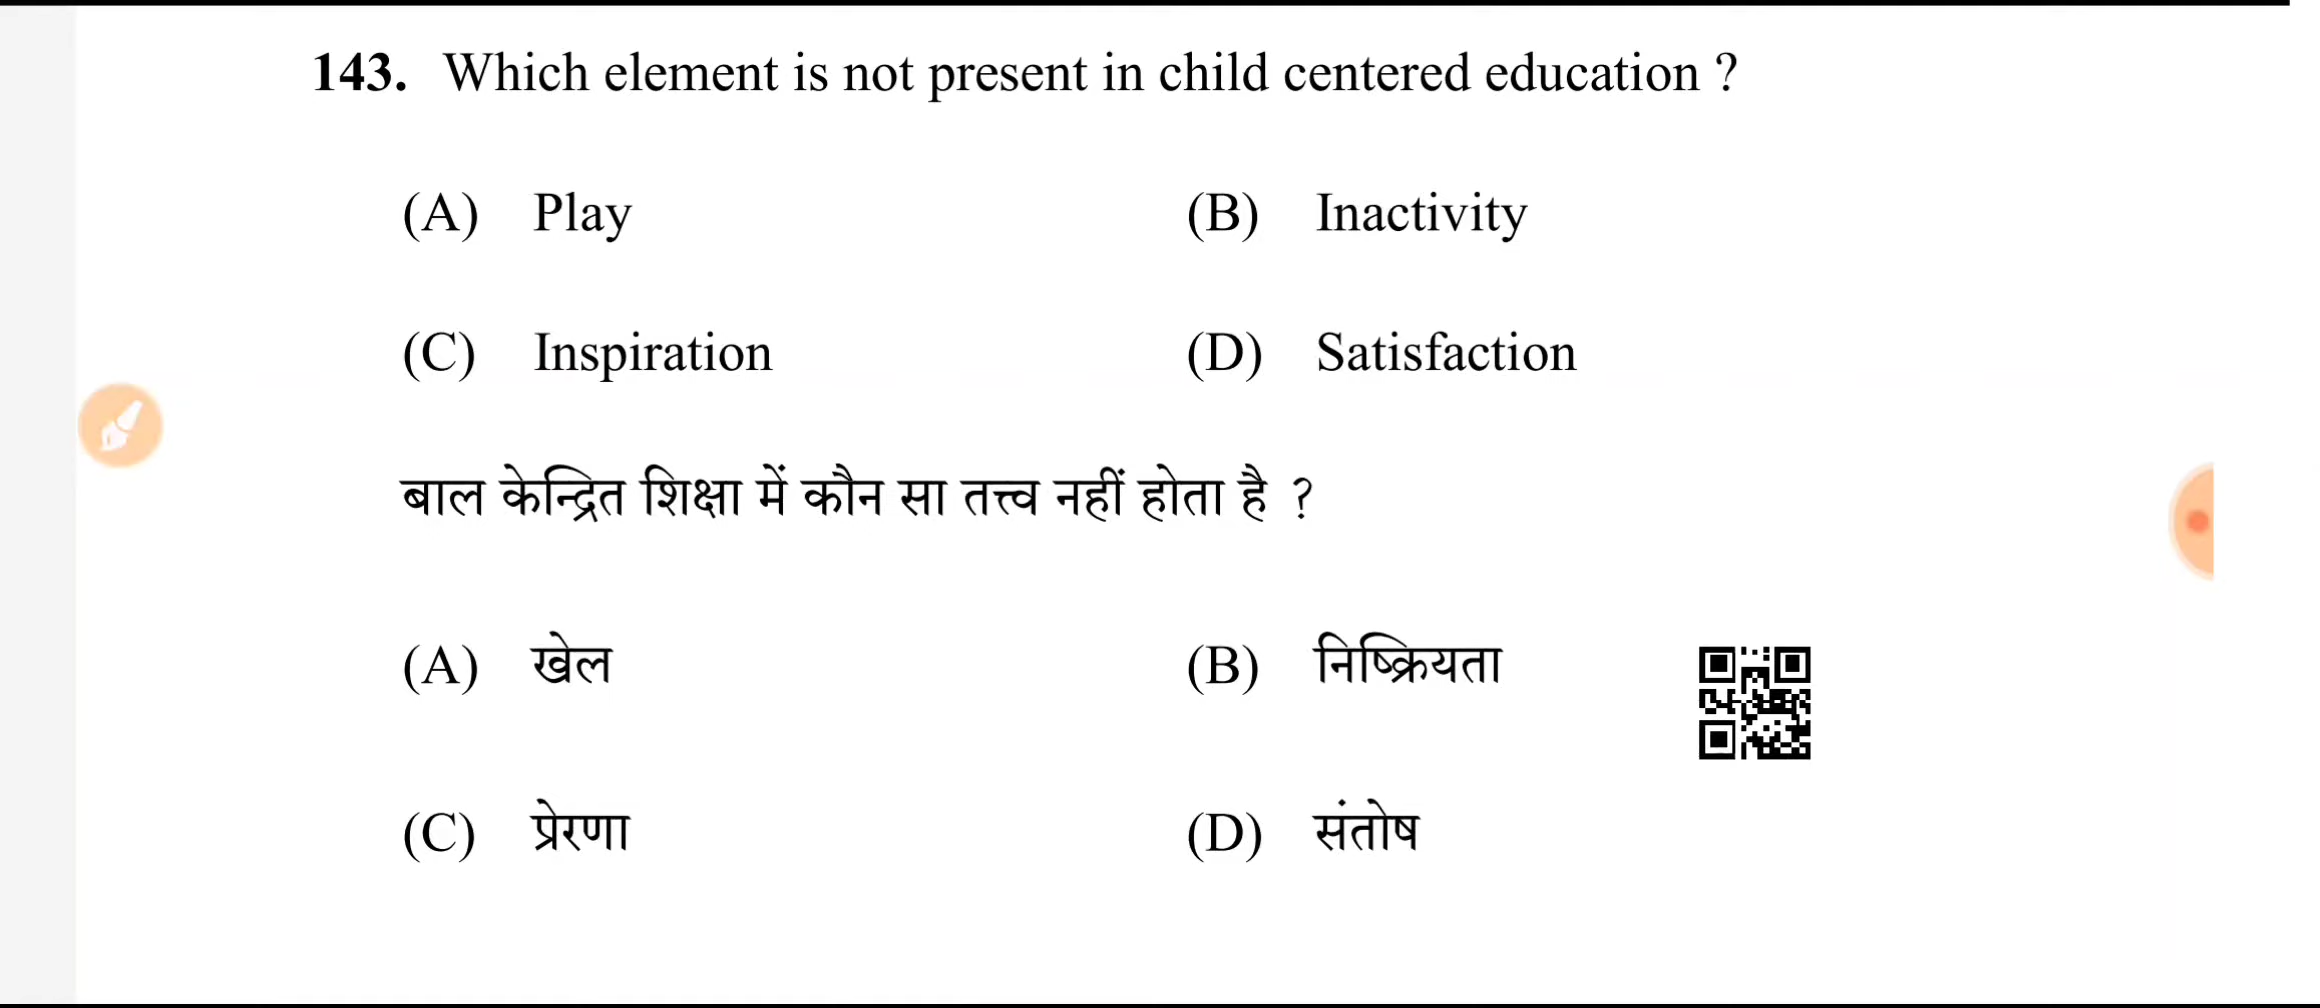 143. Which element is not present in child centered education ?
(A) Play (B) Inactivity
(C) Inspiration (D) Satisfaction
बाल केन्द्रित शिक्षा में कौन सा तत्त्व नहीं होता है ?
(A) खेल (B) निष्क्रियता
(C) प्रेरणा (D) संतोष